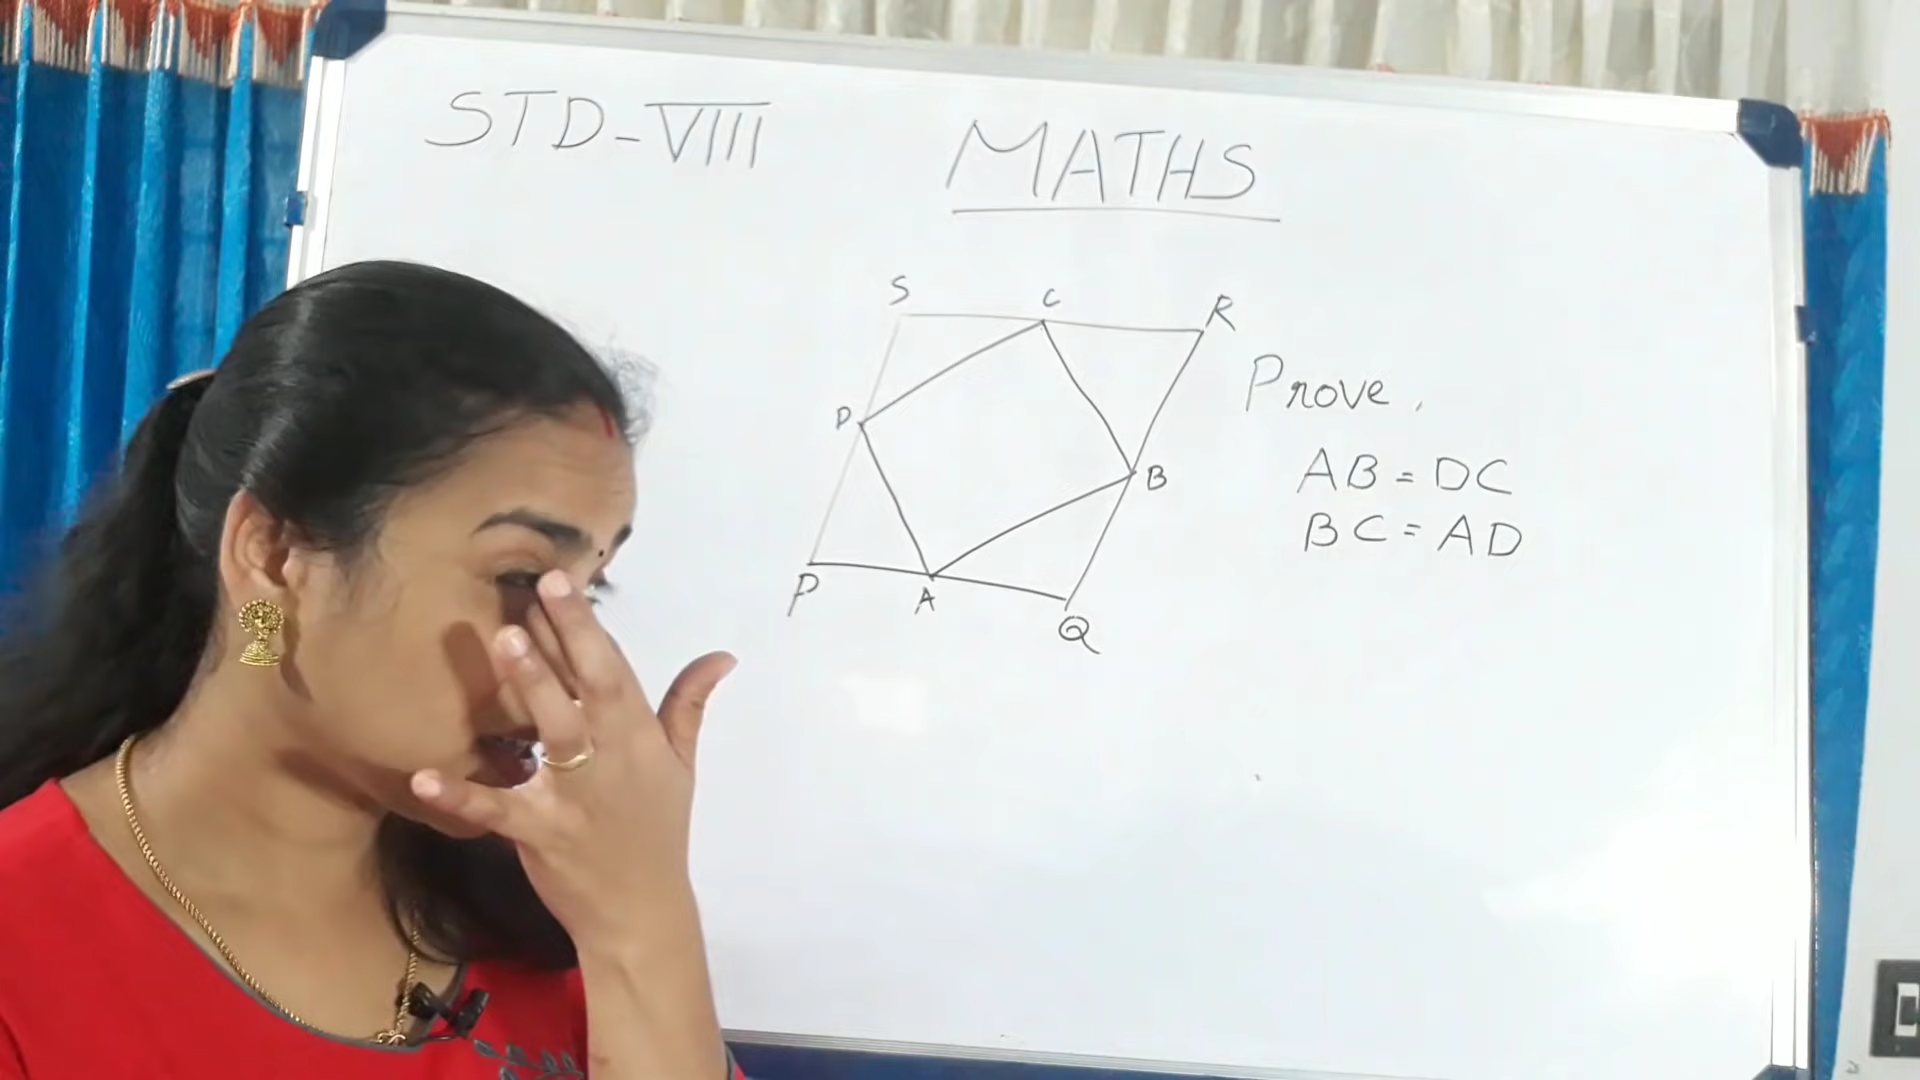 STD-VIII
MATHS
S
C
R
Prove.
D
AB=DC
B
BC=AD
P
A
Q